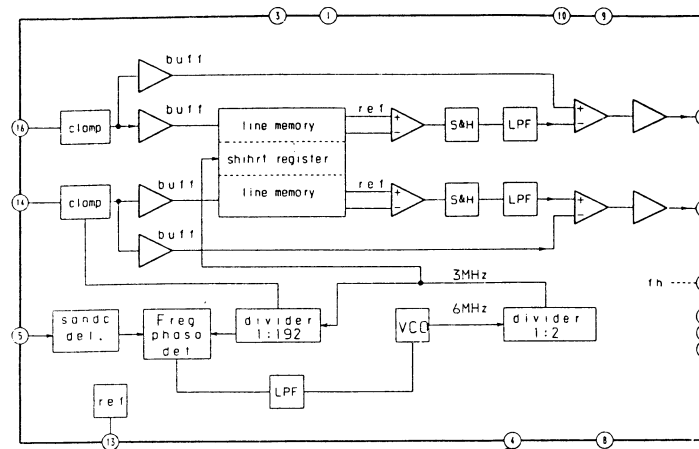 3 1 10 9
buff
buff
ref
16
clamp
line memory
+
−
S&H
LPF
+
−
shihrt register
buff
ref
14
clamp
line memory
+
−
S&H
LPF
+
−
buff
3MHz
fh
6MHz
5
sandc
del.
Freq
phaso
det
divider
1:192
VCO
divider
1:2
LPF
ref
13 4 8